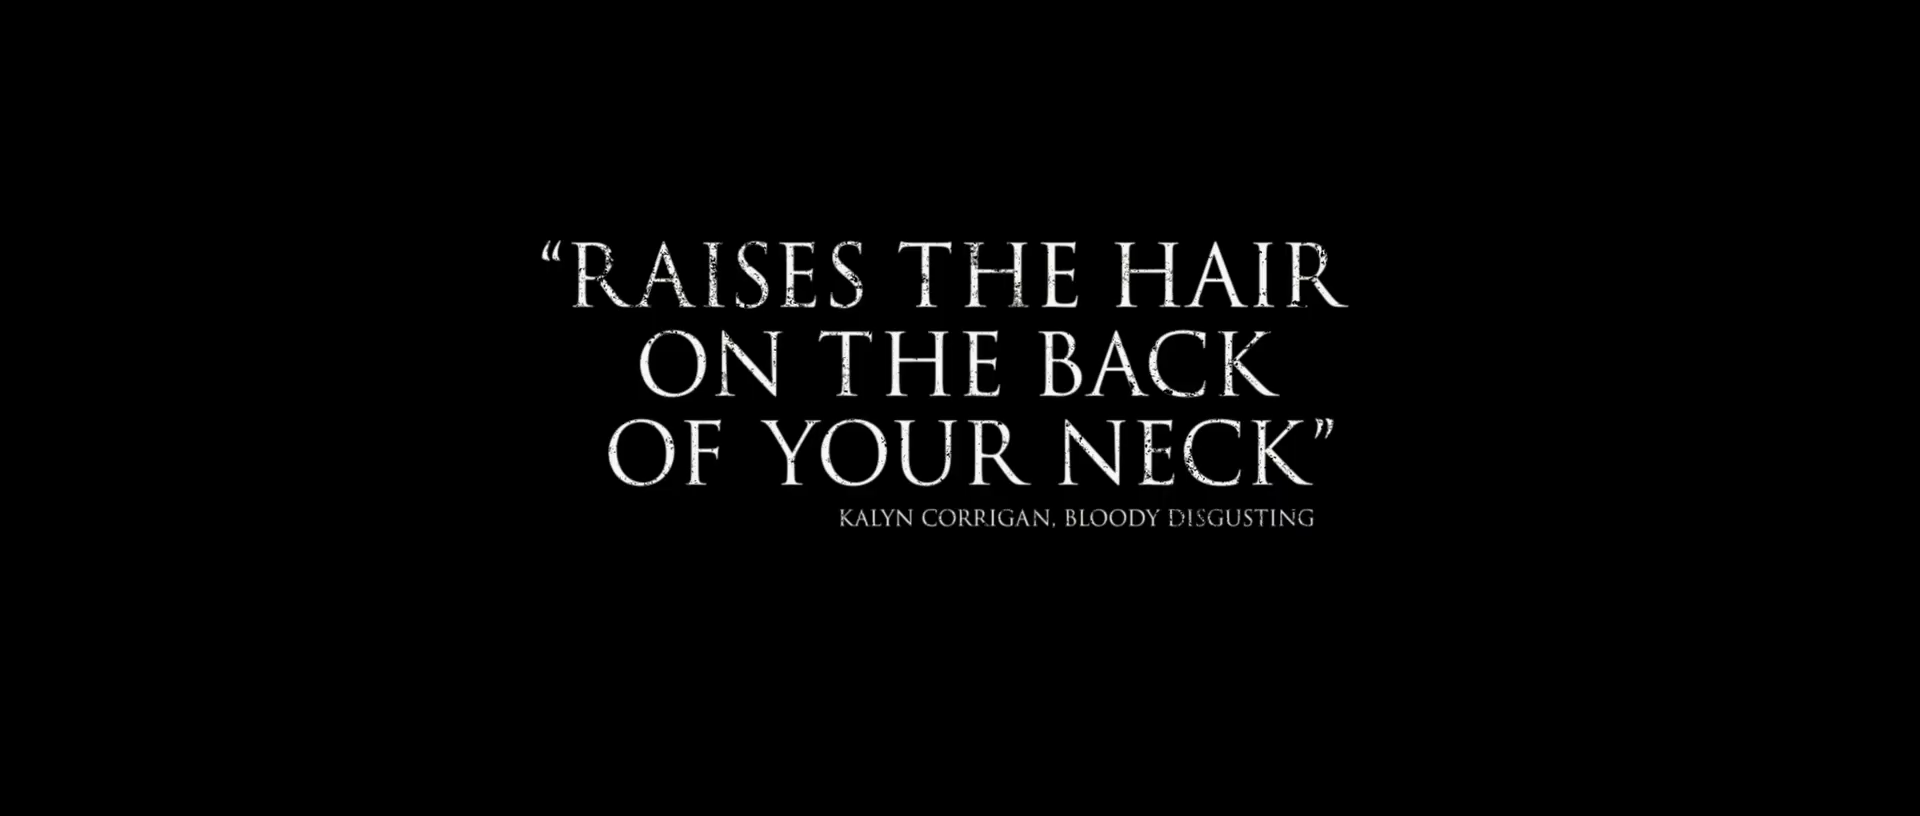 “RAISES THE HAIR
ON THE BACK
OF YOUR NECK”
KALYN CORRIGAN, BLOODY DISGUSTING